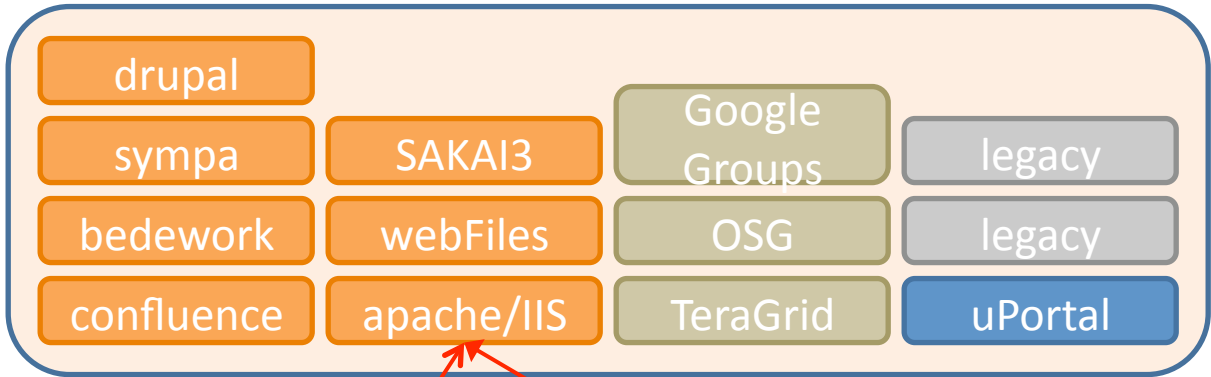 drupal
sympa
bedework
confluence
SAKAI3
webFiles
apache/IIS
Google
Groups
OSG
TeraGrid
legacy
legacy
uPortal